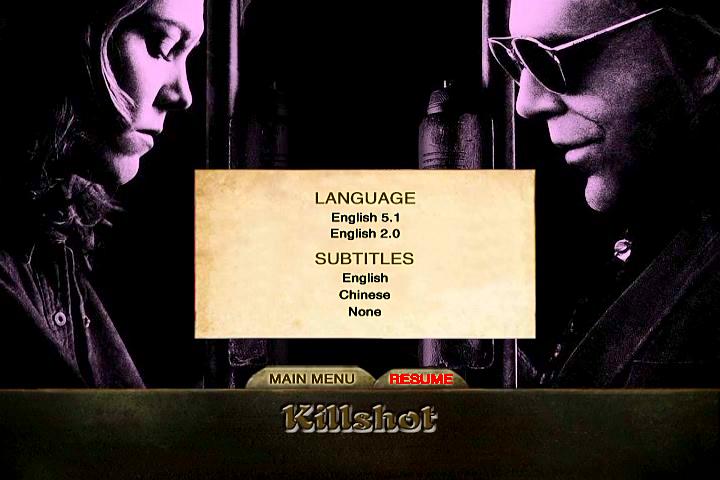 LANGUAGE
English 5.1
English 2.0
SUBTITLES
English
Chinese
None
MAIN MENU
RESUME
Killshot